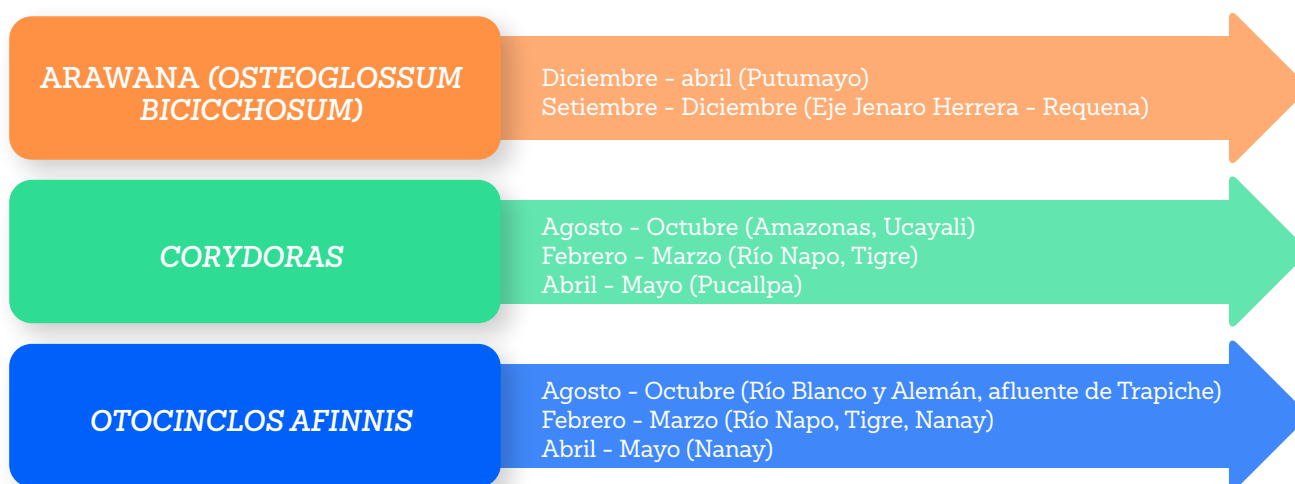 ARAWANA (OSTEOGLOSSUM
BICICCHOSUM)
Diciembre - abril (Putumayo)
Setiembre - Diciembre (Eje Jenaro Herrera - Requena)
CORYDORAS
Agosto - Octubre (Amazonas, Ucayali)
Febrero - Marzo (Río Napo, Tigre)
Abril - Mayo (Pucallpa)
OTOCINCLOS AFINNIS
Agosto - Octubre (Río Blanco y Alemán, afluente de Trapiche)
Febrero - Marzo (Río Napo, Tigre, Nanay)
Abril - Mayo (Nanay)